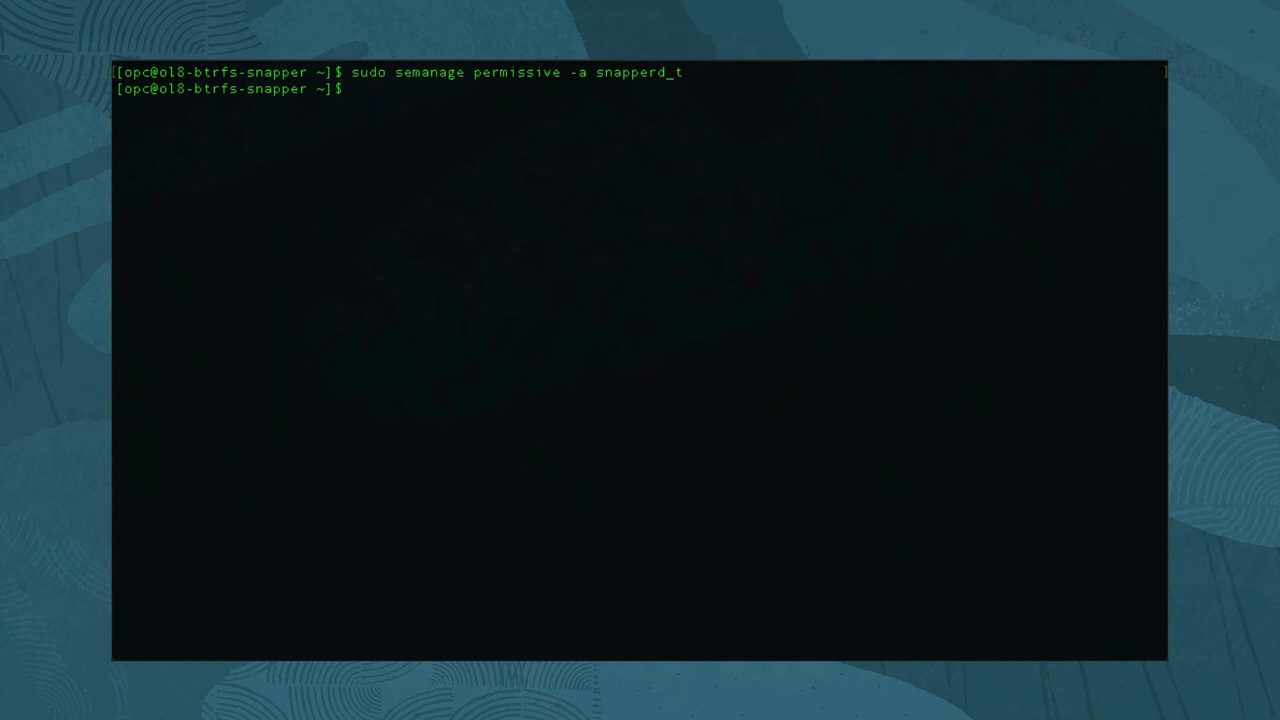 [[opc@ol8-btrfs-snapper ~]$ sudo semanage permissive -a snapperd_t ]
[opc@ol8-btrfs-snapper ~]$